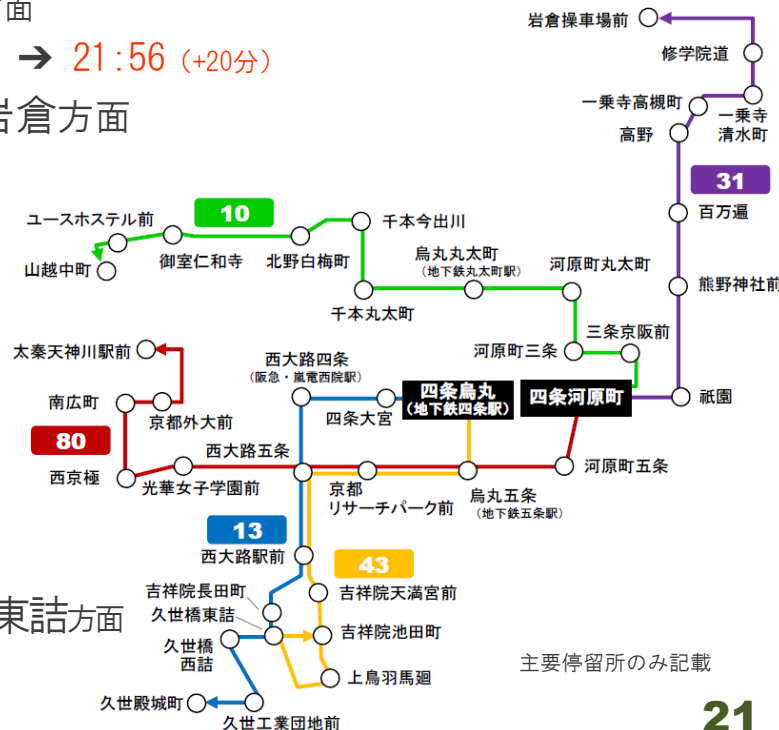 面
➔ 21:56 (+20分)
岩倉方面
岩倉操車場前
修学院道
一乗寺高槻町
一乗寺
清水町
高野
31
百万遍
熊野神社前
祇園
10
ユースホステル前
山越中町
御室仁和寺
北野白梅町
千本今出川
千本丸太町
烏丸丸太町
(地下鉄丸太町駅)
河原町丸太町
河原町三条
三条京阪前
太秦天神川駅前
南広町
京都外大前
80
西京極
光華女子学園前
西大路五条
西大路四条
(阪急・嵐電西院駅)
四条大宮
四条烏丸
(地下鉄四条駅)
四条河原町
京都
リサーチパーク前
烏丸五条
(地下鉄五条駅)
河原町五条
13
西大路駅前
43
吉祥院長田町
久世橋東詰
吉祥院天満宮前
吉祥院池田町
上鳥羽馬廻
東詰方面
久世橋
西詰
久世殿城町
久世工業団地前
主要停留所のみ記載
21